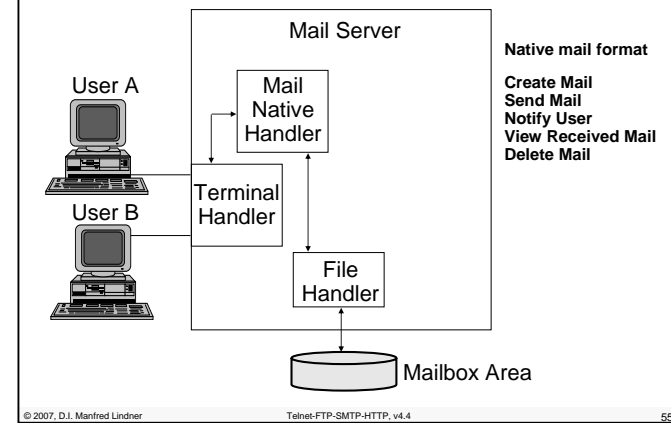 Mail Server
Native mail format
Create Mail
Send Mail
Notify User
View Received Mail
Delete Mail
User A
Mail
Native
Handler
Terminal
Handler
User B
File
Handler
Mailbox Area
© 2007, D.I. Manfred Lindner
Telnet-FTP-SMTP-HTTP, v4.4
55